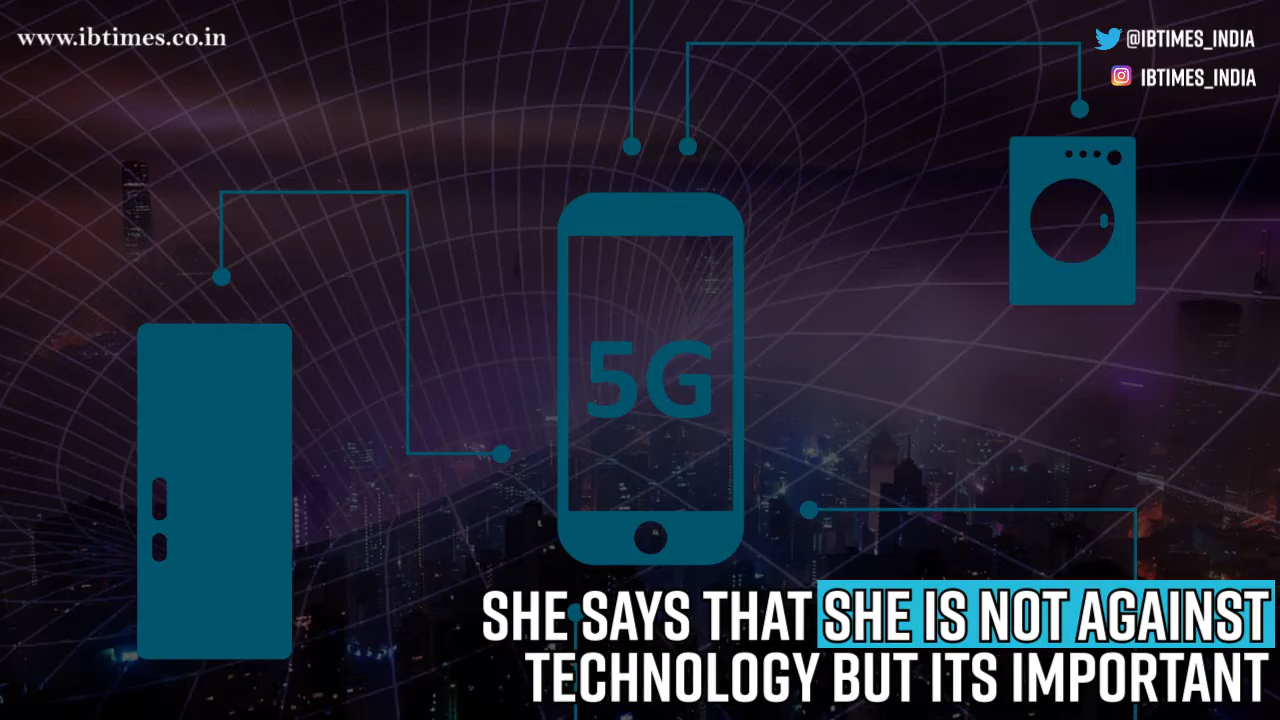 www.ibtimes.co.in
@IBTIMES_INDIA
IBTIMES_INDIA
5G
SHE SAYS THAT SHE IS NOT AGAINST
TECHNOLOGY BUT ITS IMPORTANT